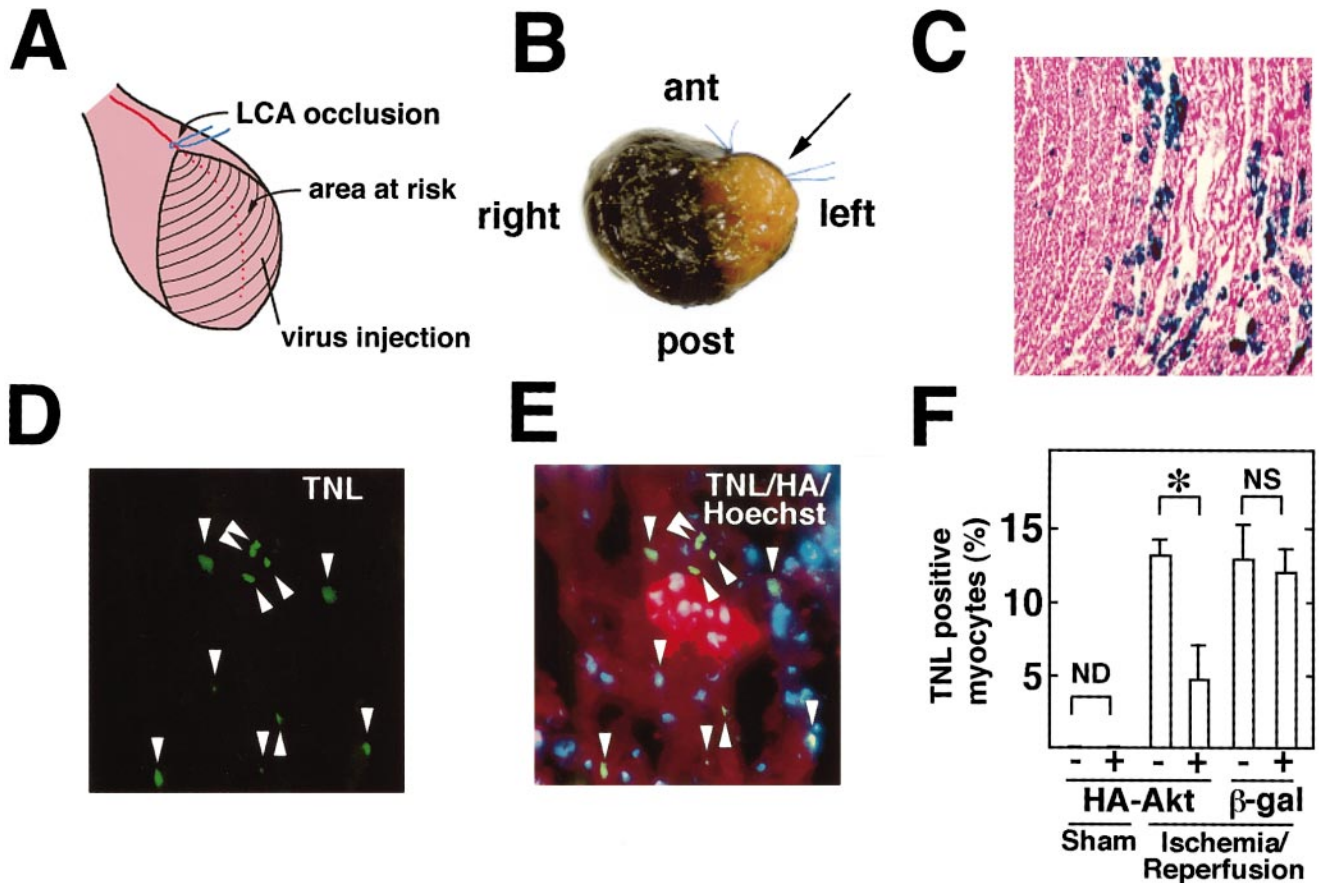 A
LCA occlusion
area at risk
virus injection
B
ant
right
left
post
C
D
TNL
E
TNL/HA/
Hoechst
F
TNL positive
myocytes (%)
15
10
5
ND
*
NS
- + - + - +
HA-Akt β-gal
Sham Ischemia/
Reperfusion